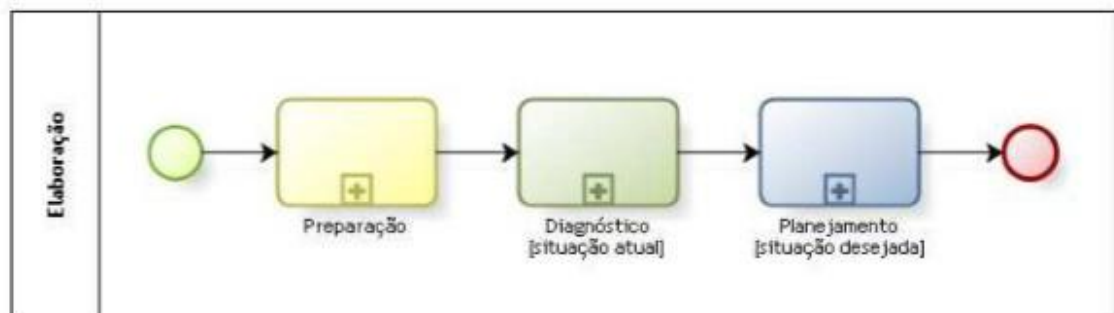 Elaboração
Preparação
Diagnóstico
[situação atual]
Planejamento
[situação desejada]